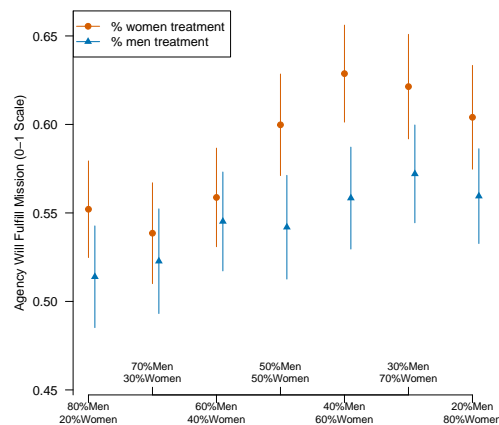 % women treatment
% men treatment
Agency Will Fulfill Mission (0–1 Scale)
0.65
0.60
0.55
0.50
0.45
70%Men
30%Women
50%Men
50%Women
30%Men
70%Women
80%Men
20%Women
60%Men
40%Women
40%Men
60%Women
20%Men
80%Women